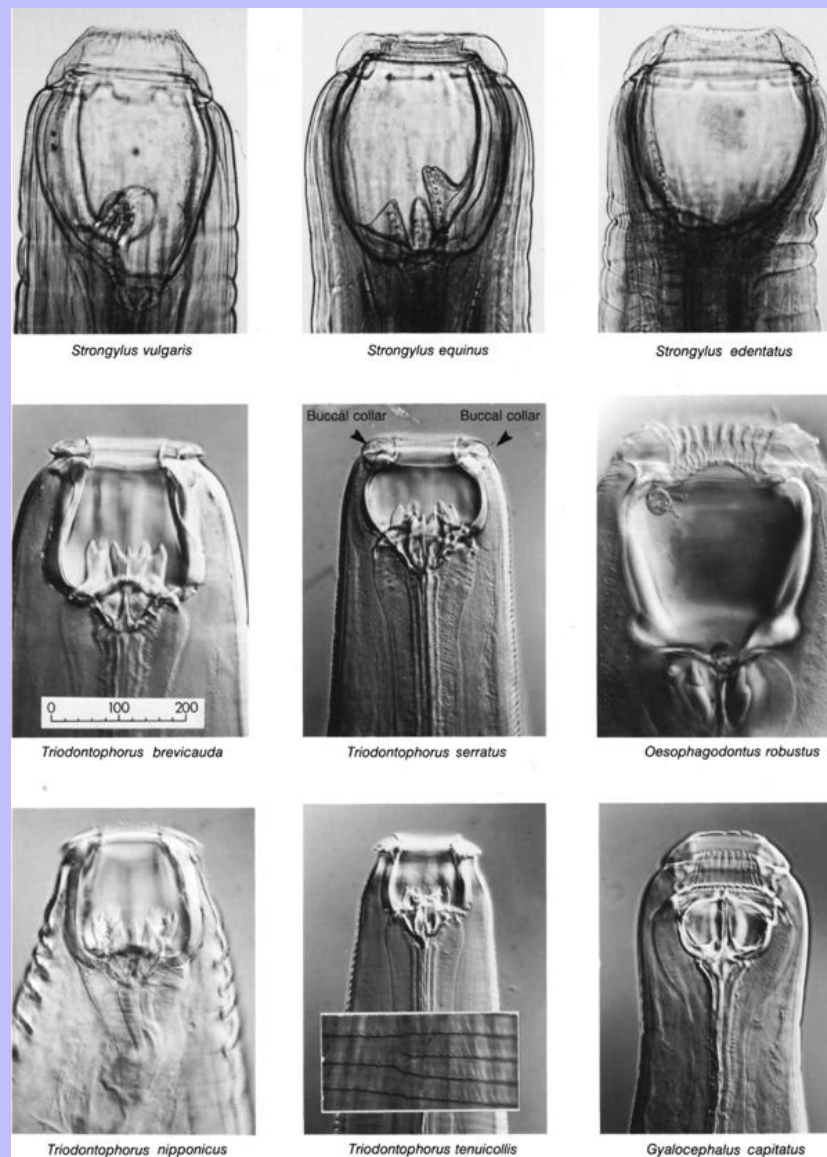 Strongylus vulgaris
Strongylus equinus
Strongylus edentatus
Buccal collar
Buccal collar
0 100 200
Triodontophorus brevicauda
Triodontophorus serratus
Oesophagodontus robustus
Triodontophorus nipponicus
Triodontophorus tenuicollis
Gyalocephalus capitatus